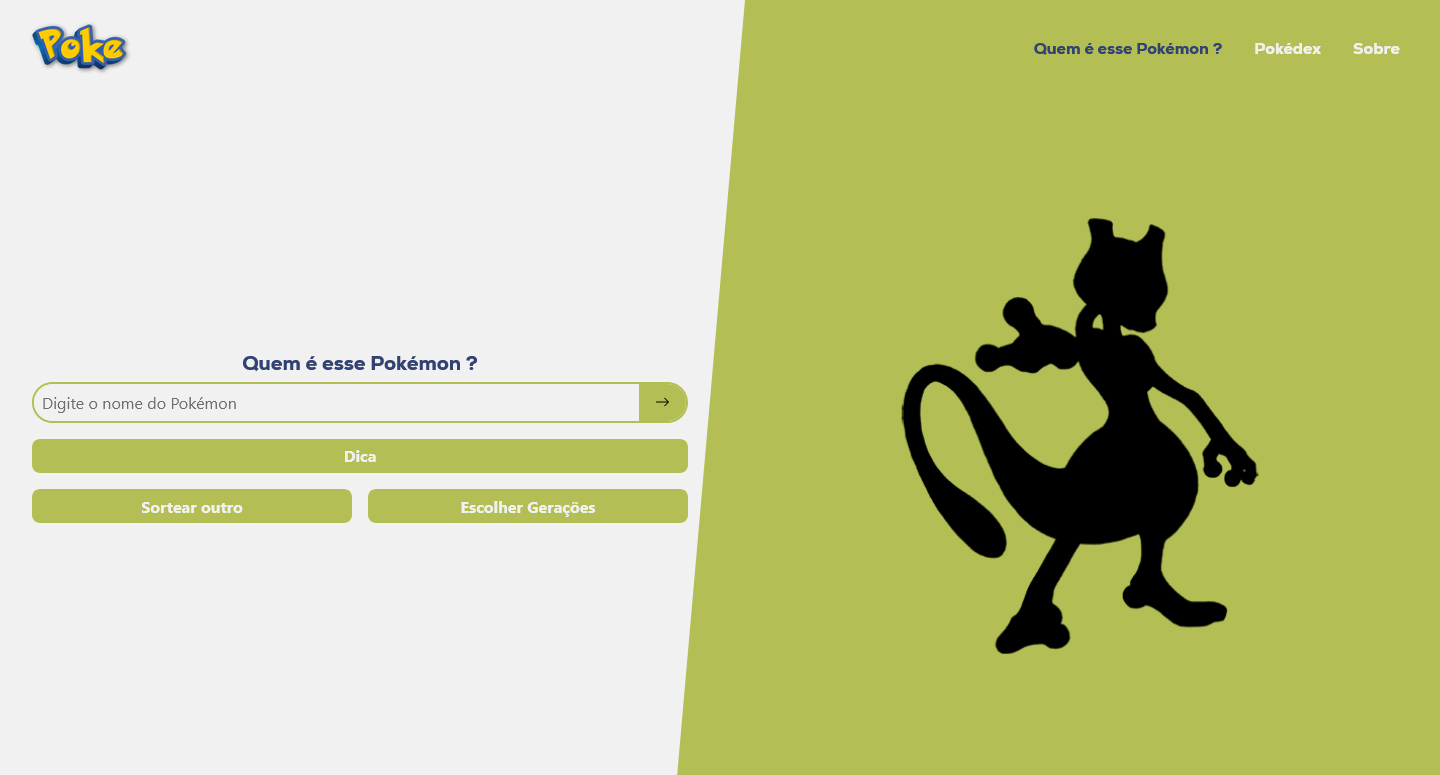 Poke
Quem é esse Pokémon ?
Pokédex
Sobre
Quem é esse Pokémon ?
Digite o nome do Pokémon
Dica
Sortear outro
Escolher Gerações